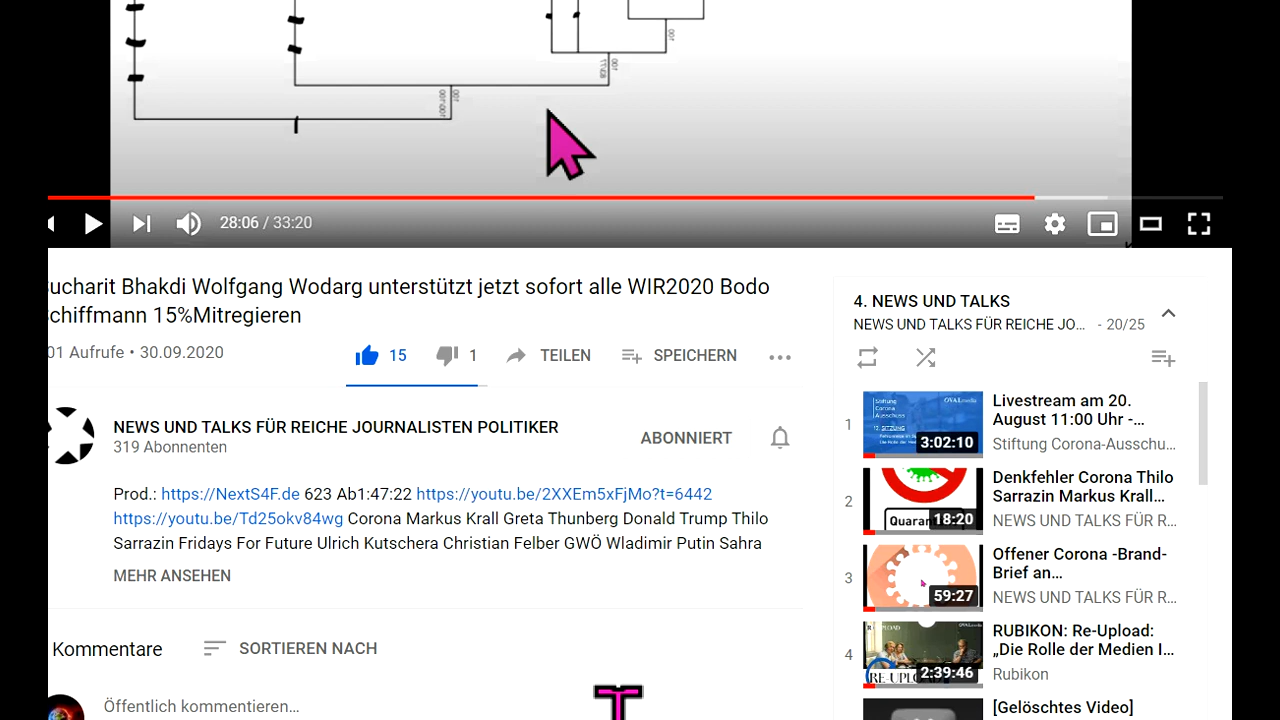 28:06 / 33:20
ucharit Bhakdi Wolfgang Wodarg unterstützt jetzt sofort alle WIR2020 Bodo
chiffmann 15%Mitregieren
01 Aufrufe • 30.09.2020
15
1
TEILEN
SPEICHERN
NEWS UND TALKS FÜR REICHE JOURNALISTEN POLITIKER
319 Abonnenten
ABONNIERT
Prod.: https://NextS4F.de 623 Ab1:47:22 https://youtu.be/2XXEm5xFjMo?t=6442
https://youtu.be/Td25okv84wg Corona Markus Krall Greta Thunberg Donald Trump Thilo
Sarrazin Fridays For Future Ulrich Kutschera Christian Felber GWÖ Wladimir Putin Sahra
MEHR ANSEHEN
Kommentare
SORTIEREN NACH
Öffentlich kommentieren...
4. NEWS UND TALKS
NEWS UND TALKS FÜR REICHE JO... - 20/25
1
Stiftung
Corona
Ausschuss
OVALmedia
3:02:10
Livestream am 20.
August 11:00 Uhr -...
Stiftung Corona-Ausschu...
2
18:20
Denkfehler Corona Thilo
Sarrazin Markus Krall...
NEWS UND TALKS FÜR R...
3
59:27
Offener Corona -Brand-
Brief an...
NEWS UND TALKS FÜR R...
4
RE-UPLOAD
2:39:46
RUBIKON: Re-Upload:
„Die Rolle der Medien I...
Rubikon
[Gelöschtes Video]